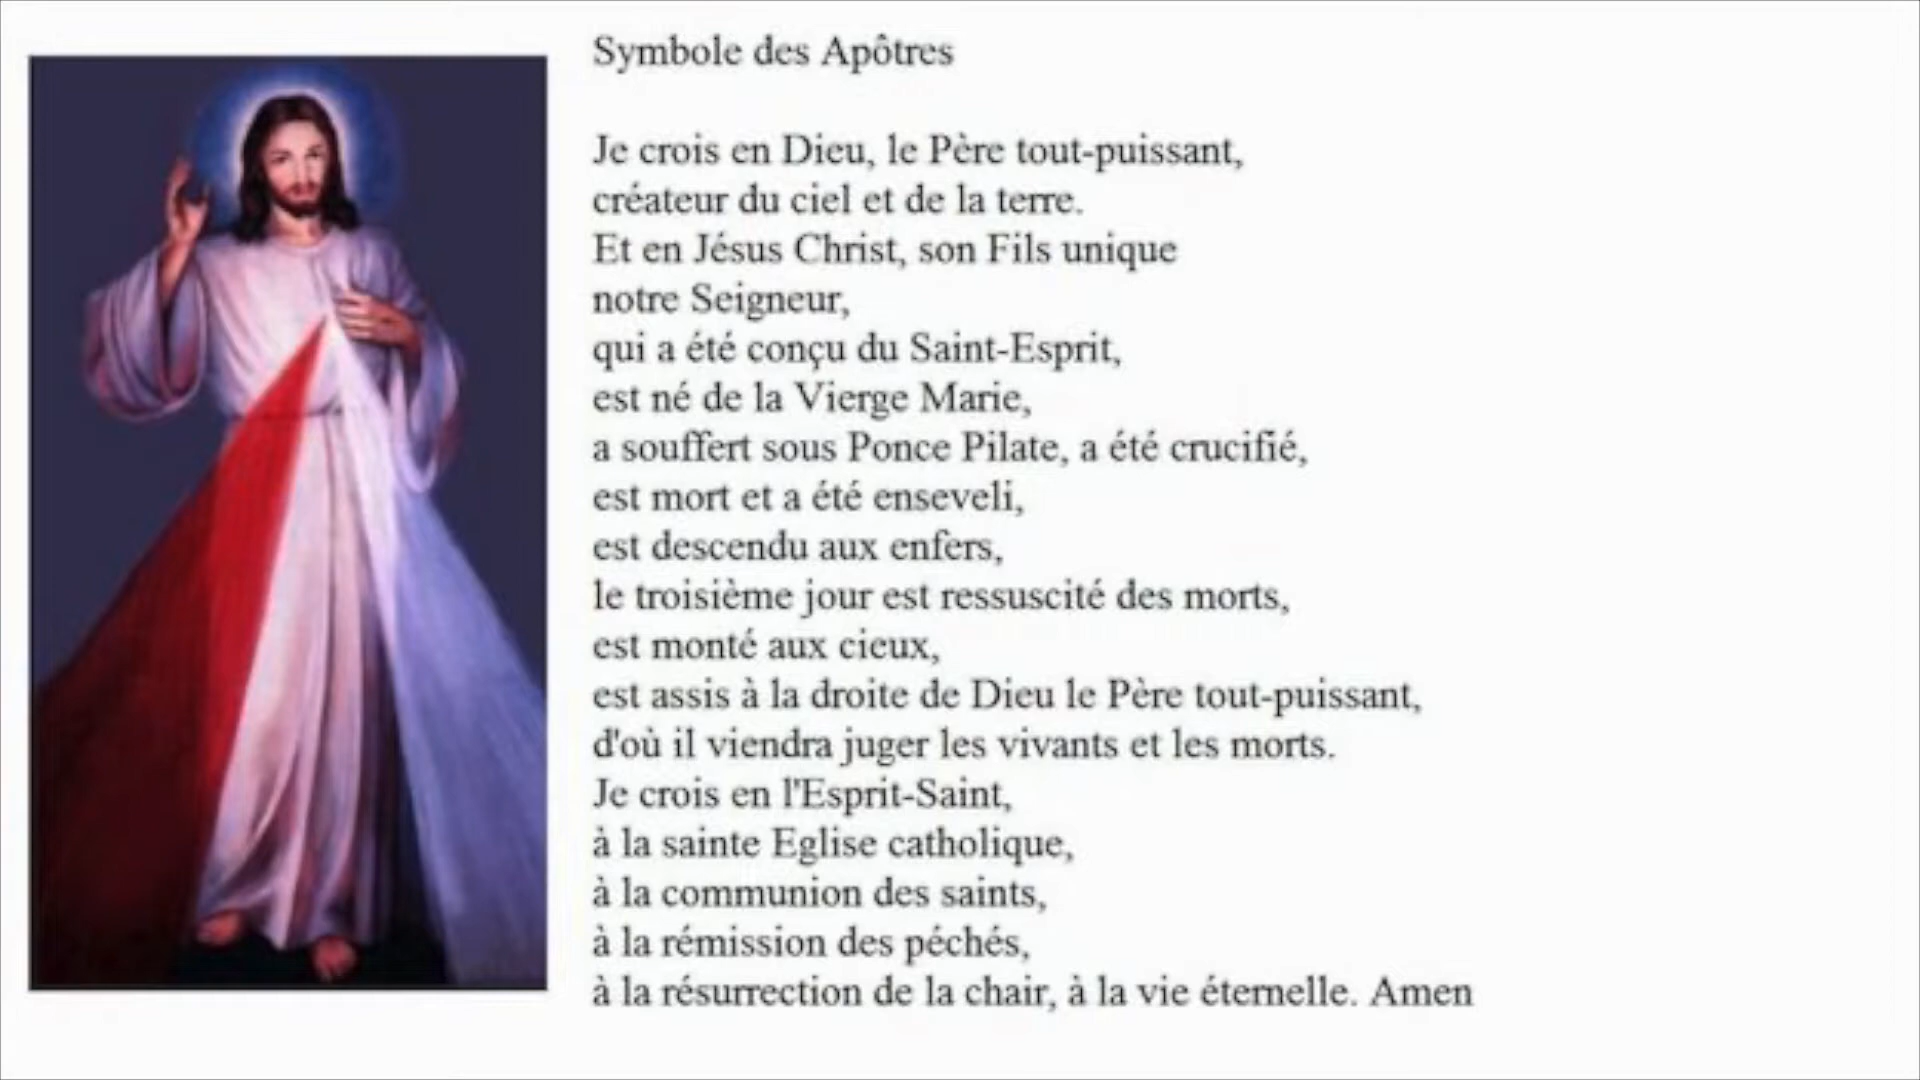 Symbole des Apôtres
Je crois en Dieu, le Père tout-puissant,
créateur du ciel et de la terre.
Et en Jésus Christ, son Fils unique
notre Seigneur,
qui a été conçu du Saint-Esprit,
est né de la Vierge Marie,
a souffert sous Ponce Pilate, a été crucifié,
est mort et a été enseveli,
est descendu aux enfers,
le troisième jour est ressuscité des morts,
est monté aux cieux,
est assis à la droite de Dieu le Père tout-puissant,
d'où il viendra juger les vivants et les morts.
Je crois en l'Esprit-Saint,
à la sainte Eglise catholique,
à la communion des saints,
à la rémission des péchés,
à la résurrection de la chair, à la vie éternelle. Amen